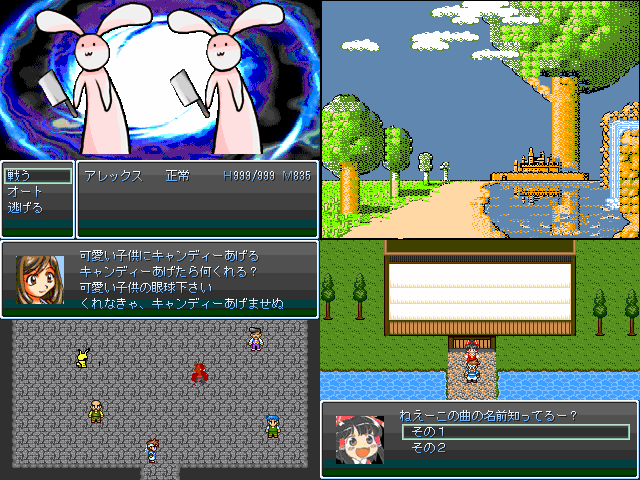 戦う
オート
逃げる
アレックス 正常 H999/999 M835
可愛い子供にキャンディーあげる
キャンディーあげたら何くれる？
可愛い子供の眼球下さい
くれなきゃ、キャンディーあげませぬ
ねえーこの曲の名前知ってるー？
その１
その２